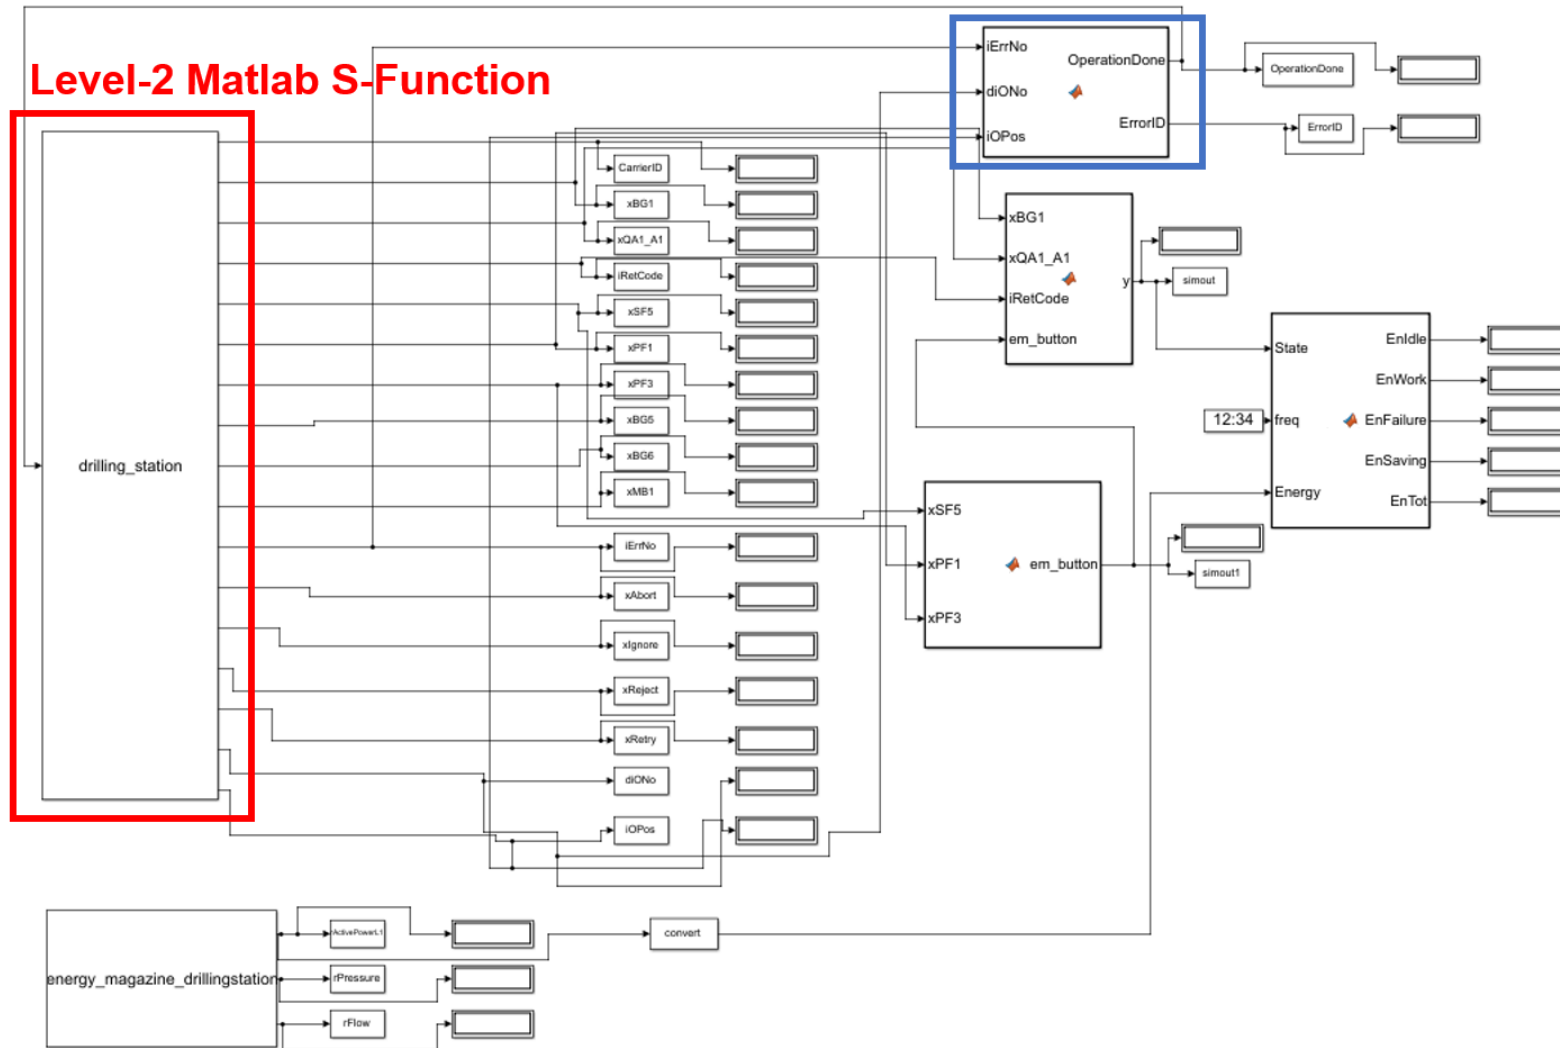 Level-2 Matlab S-Function
drilling_station
CarrierID
xBG1
xQA1_A1
iRetCode
xSF5
xPF1
xPF3
xBG5
xBG6
xMB1
iErrNo
xAbort
xIgnore
xReject
xRetry
diONo
iOPos
iErrNo
diONo
iOPos
OperationDone
ErrorID
OperationDone
ErrorID
xBG1
xQA1_A1
iRetCode
em_button
y
simout
xSF5
xPF1
xPF3
em_button
simout1
12:34
State
freq
Energy
EnIdle
EnWork
EnFailure
EnSaving
EnTot
energy_magazine_drillingstation
rActivePowerL1
rPressure
rFlow
convert